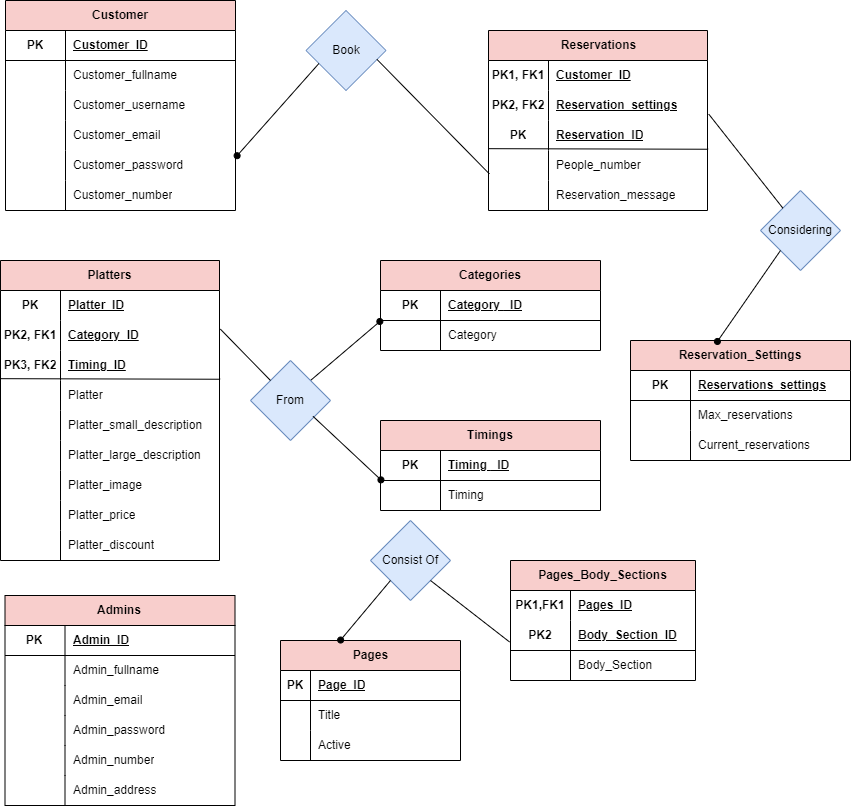 Customer
PK Customer_ID
Customer_fullname
Customer_username
Customer_email
Customer_password
Customer_number
Book
Reservations
PK1, FK1 Customer_ID
PK2, FK2 Reservation_settings
PK Reservation_ID
People_number
Reservation_message
Considering
Platters
PK Platter_ID
PK2, FK1 Category_ID
PK3, FK2 Timing_ID
Platter
Platter_small_description
Platter_large_description
Platter_image
Platter_price
Platter_discount
From
Categories
PK Category_ID
Category
Timings
PK Timing_ID
Timing
Reservation_Settings
PK Reservations_settings
Max_reservations
Current_reservations
Consist Of
Pages_Body_Sections
PK1,FK1 Pages_ID
PK2 Body_Section_ID
Body_Section
Admins
PK Admin_ID
Admin_fullname
Admin_email
Admin_password
Admin_number
Admin_address
Pages
PK Page_ID
Title
Active